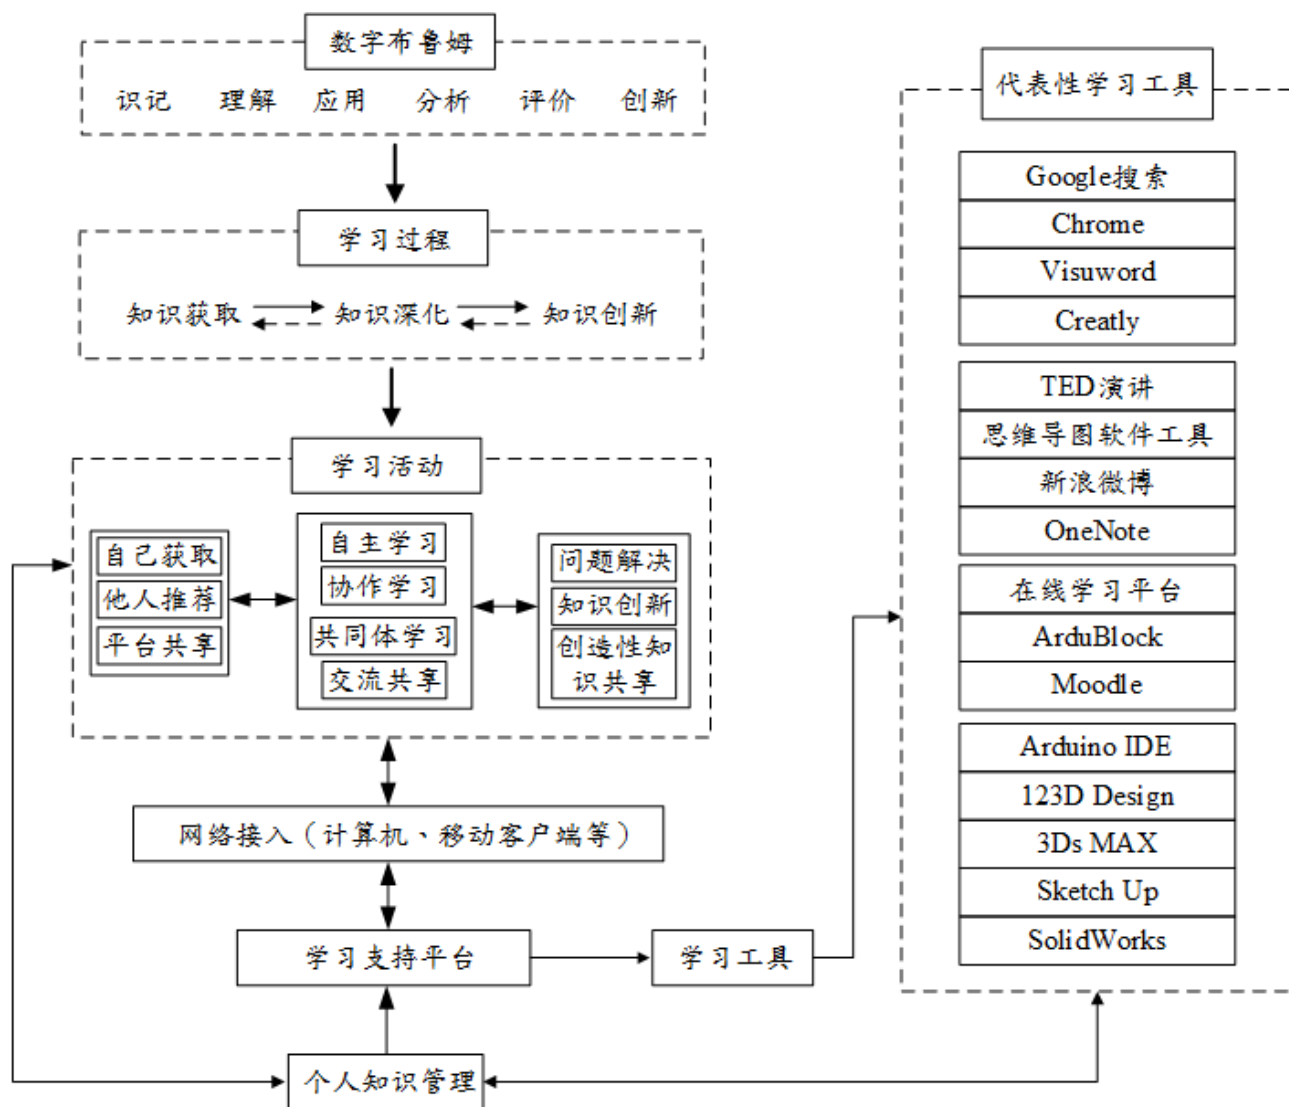 数字布鲁姆
识记 理解 应用 分析 评价 创新
学习过程
知识获取 知识深化 知识创新
学习活动
自己获取
他人推荐
平台共享
自主学习
协作学习
共同体学习
交流共享
问题解决
知识创新
创造性知
识共享
网络接入（计算机、移动客户端等）
学习支持平台
学习工具
个人知识管理
代表性学习工具
Google搜索
Chrome
Visuword
Creatly
TED演讲
思维导图软件工具
新浪微博
OneNote
在线学习平台
ArduBlock
Moodle
Arduino IDE
123D Design
3Ds MAX
Sketch Up
SolidWorks